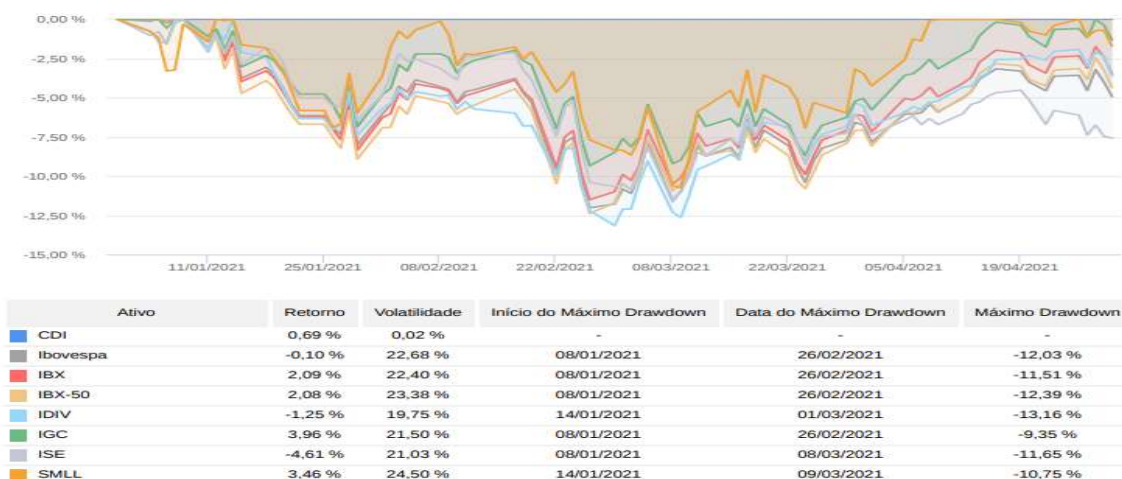 0,00 %
-2,50 %
-5,00 %
-7,50 %
-10,00 %
-12,50 %
-15,00 %
11/01/2021 25/01/2021 08/02/2021 22/02/2021 08/03/2021 22/03/2021 05/04/2021 19/04/2021
Ativo Retorno Volatilidade Início do Máximo Drawdown Data do Máximo Drawdown Máximo Drawdown
CDI 0,69 % 0,02 % - - -
Ibovespa -0,10 % 22,68 % 08/01/2021 26/02/2021 -12,03 %
IBX 2,09 % 22,40 % 08/01/2021 26/02/2021 -11,51 %
IBX-50 2,08 % 23,38 % 08/01/2021 26/02/2021 -12,39 %
IDIV -1,25 % 19,75 % 14/01/2021 01/03/2021 -13,16 %
IGC 3,96 % 21,50 % 08/01/2021 26/02/2021 -9,35 %
ISE -4,61 % 21,03 % 08/01/2021 08/03/2021 -11,65 %
SMLL 3,46 % 24,50 % 14/01/2021 09/03/2021 -10,75 %